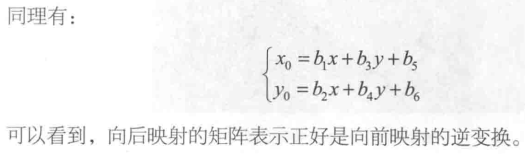 同理有：
x₀ = b₁x + b₃y + b₅
y₀ = b₂x + b₄y + b₆
可以看到，向后映射的矩阵表示正好是向前映射的逆变换。